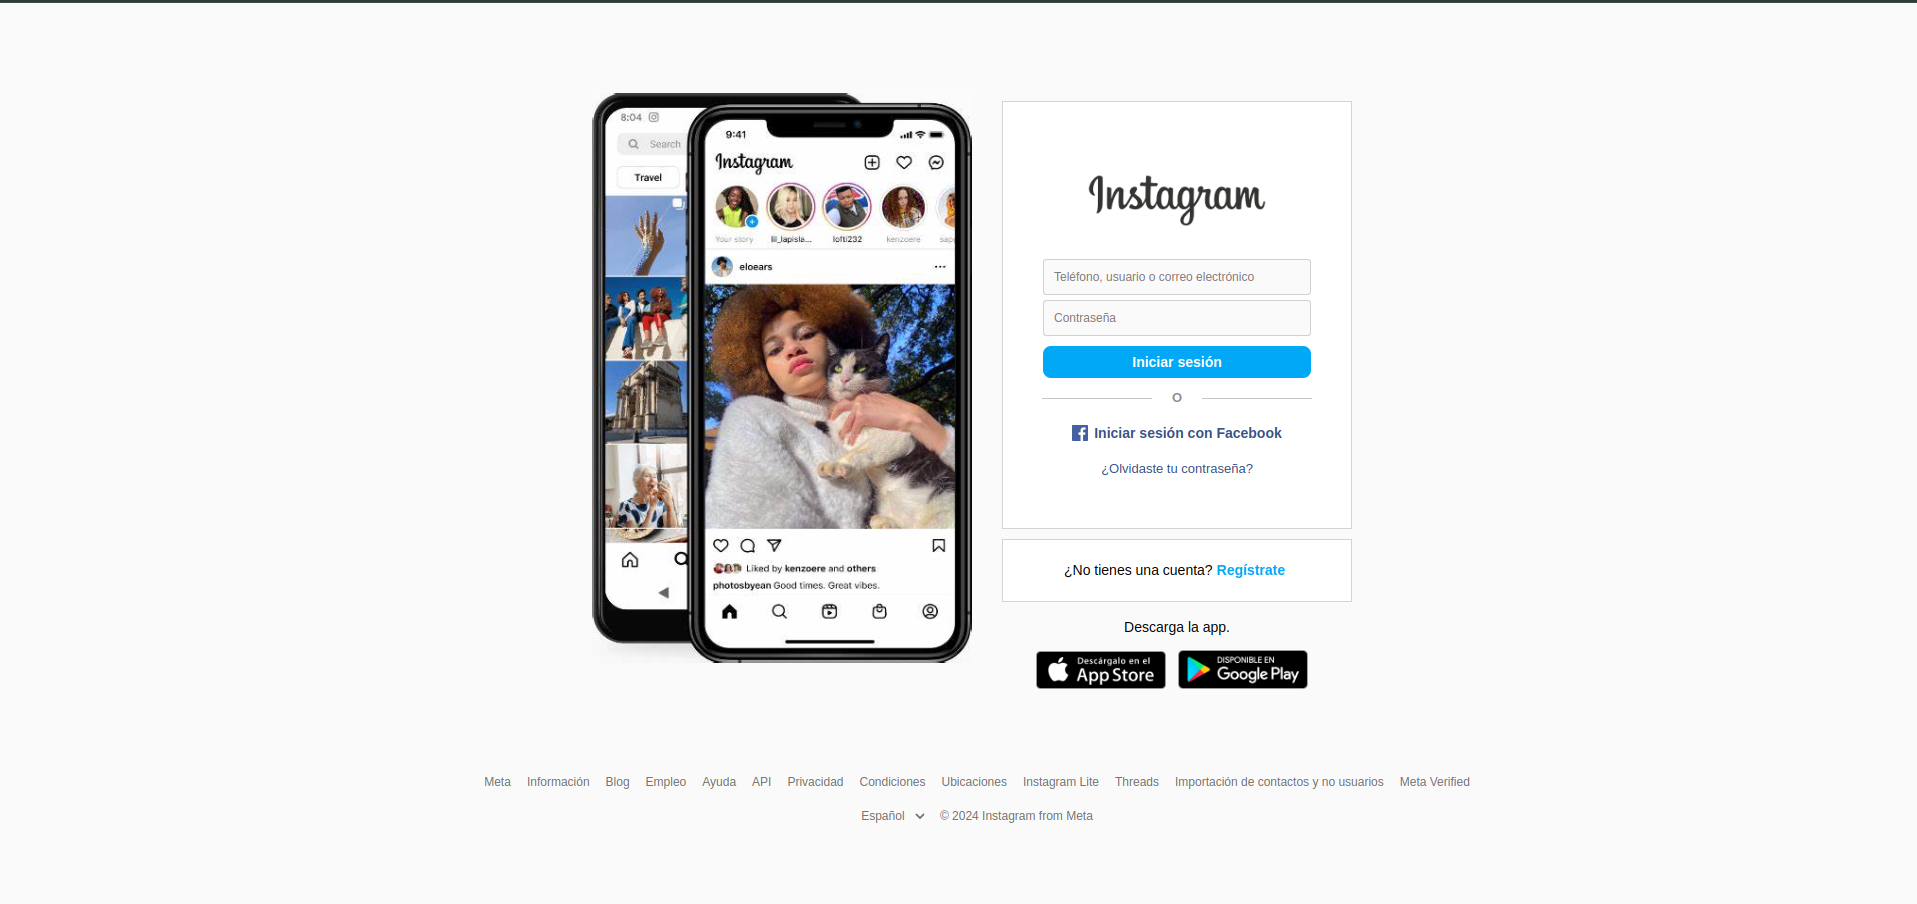 8:04
Search
Travel
9:41
Instagram
Your story
lil_lapisla...
lofti232
kenzoere
eloears
Liked by kenzoere and others
photosbyean Good times. Great vibes.
Instagram
Teléfono, usuario o correo electrónico
Contraseña
Iniciar sesión
O
Iniciar sesión con Facebook
¿Olvidaste tu contraseña?
¿No tienes una cuenta? Regístrate
Descarga la app.
Descárgalo en el
App Store
DISPONIBLE EN
Google Play
Meta Información Blog Empleo Ayuda API Privacidad Condiciones Ubicaciones Instagram Lite Threads Importación de contactos y no usuarios Meta Verified
Español © 2024 Instagram from Meta